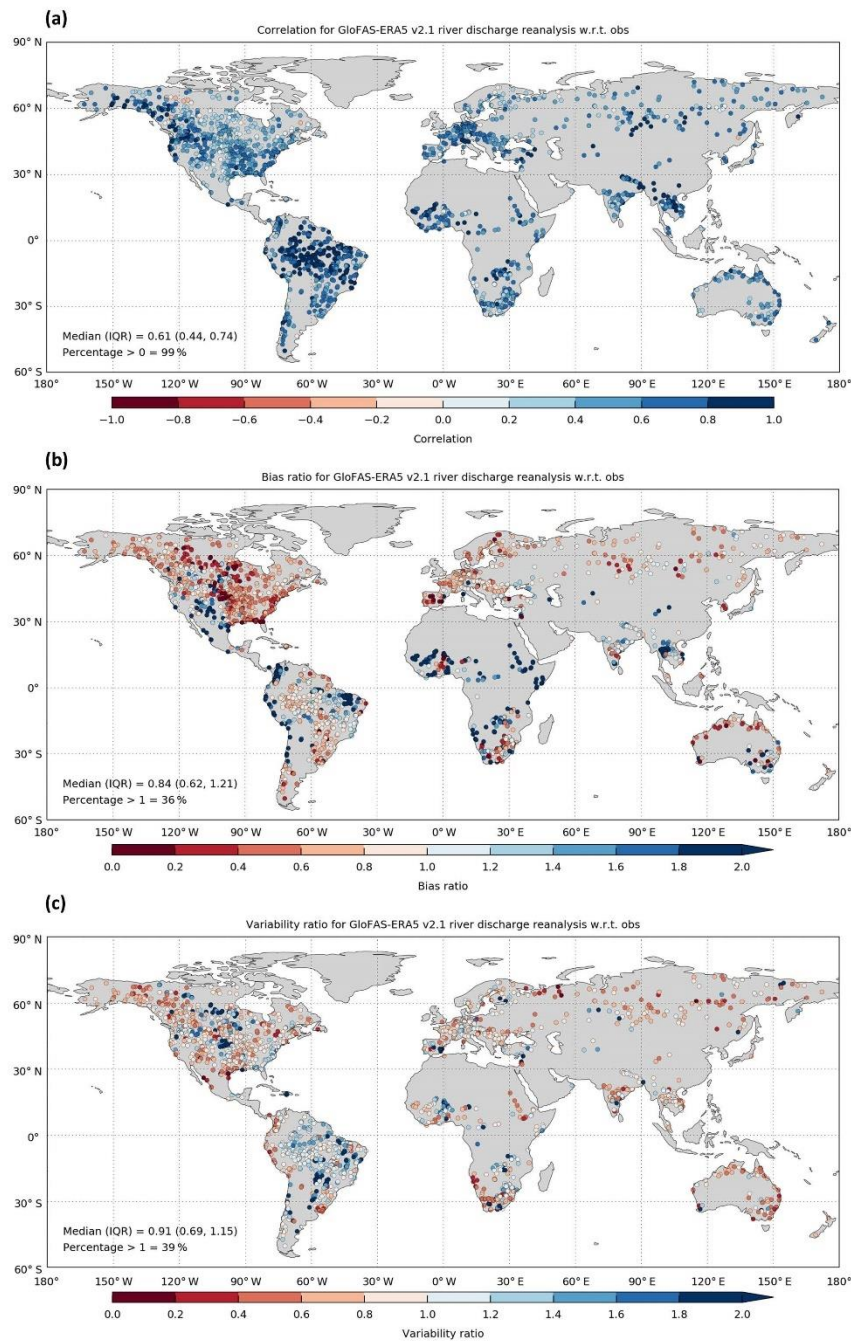 (a)
Correlation for GloFAS-ERA5 v2.1 river discharge reanalysis w.r.t. obs
90° N
60° N
30° N
0°
30° S
60° S
Median (IQR) = 0.61 (0.44, 0.74)
Percentage > 0 = 99 %
180° 150° W 120° W 90° W 60° W 30° W 0° W 30° E 60° E 90° E 120° E 150° E 180°
−1.0 −0.8 −0.6 −0.4 −0.2 0.0 0.2 0.4 0.6 0.8 1.0
Correlation
(b)
Bias ratio for GloFAS-ERA5 v2.1 river discharge reanalysis w.r.t. obs
90° N
60° N
30° N
0°
30° S
60° S
Median (IQR) = 0.84 (0.62, 1.21)
Percentage > 1 = 36 %
180° 150° W 120° W 90° W 60° W 30° W 0° W 30° E 60° E 90° E 120° E 150° E 180°
0.0 0.2 0.4 0.6 0.8 1.0 1.2 1.4 1.6 1.8 2.0
Bias ratio
(c)
Variability ratio for GloFAS-ERA5 v2.1 river discharge reanalysis w.r.t. obs
90° N
60° N
30° N
0°
30° S
60° S
Median (IQR) = 0.91 (0.69, 1.15)
Percentage > 1 = 39 %
180° 150° W 120° W 90° W 60° W 30° W 0° W 30° E 60° E 90° E 120° E 150° E 180°
0.0 0.2 0.4 0.6 0.8 1.0 1.2 1.4 1.6 1.8 2.0
Variability ratio